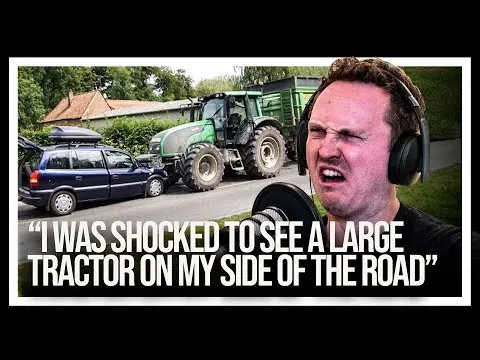 “I WAS SHOCKED TO SEE A LARGE
TRACTOR ON MY SIDE OF THE ROAD”